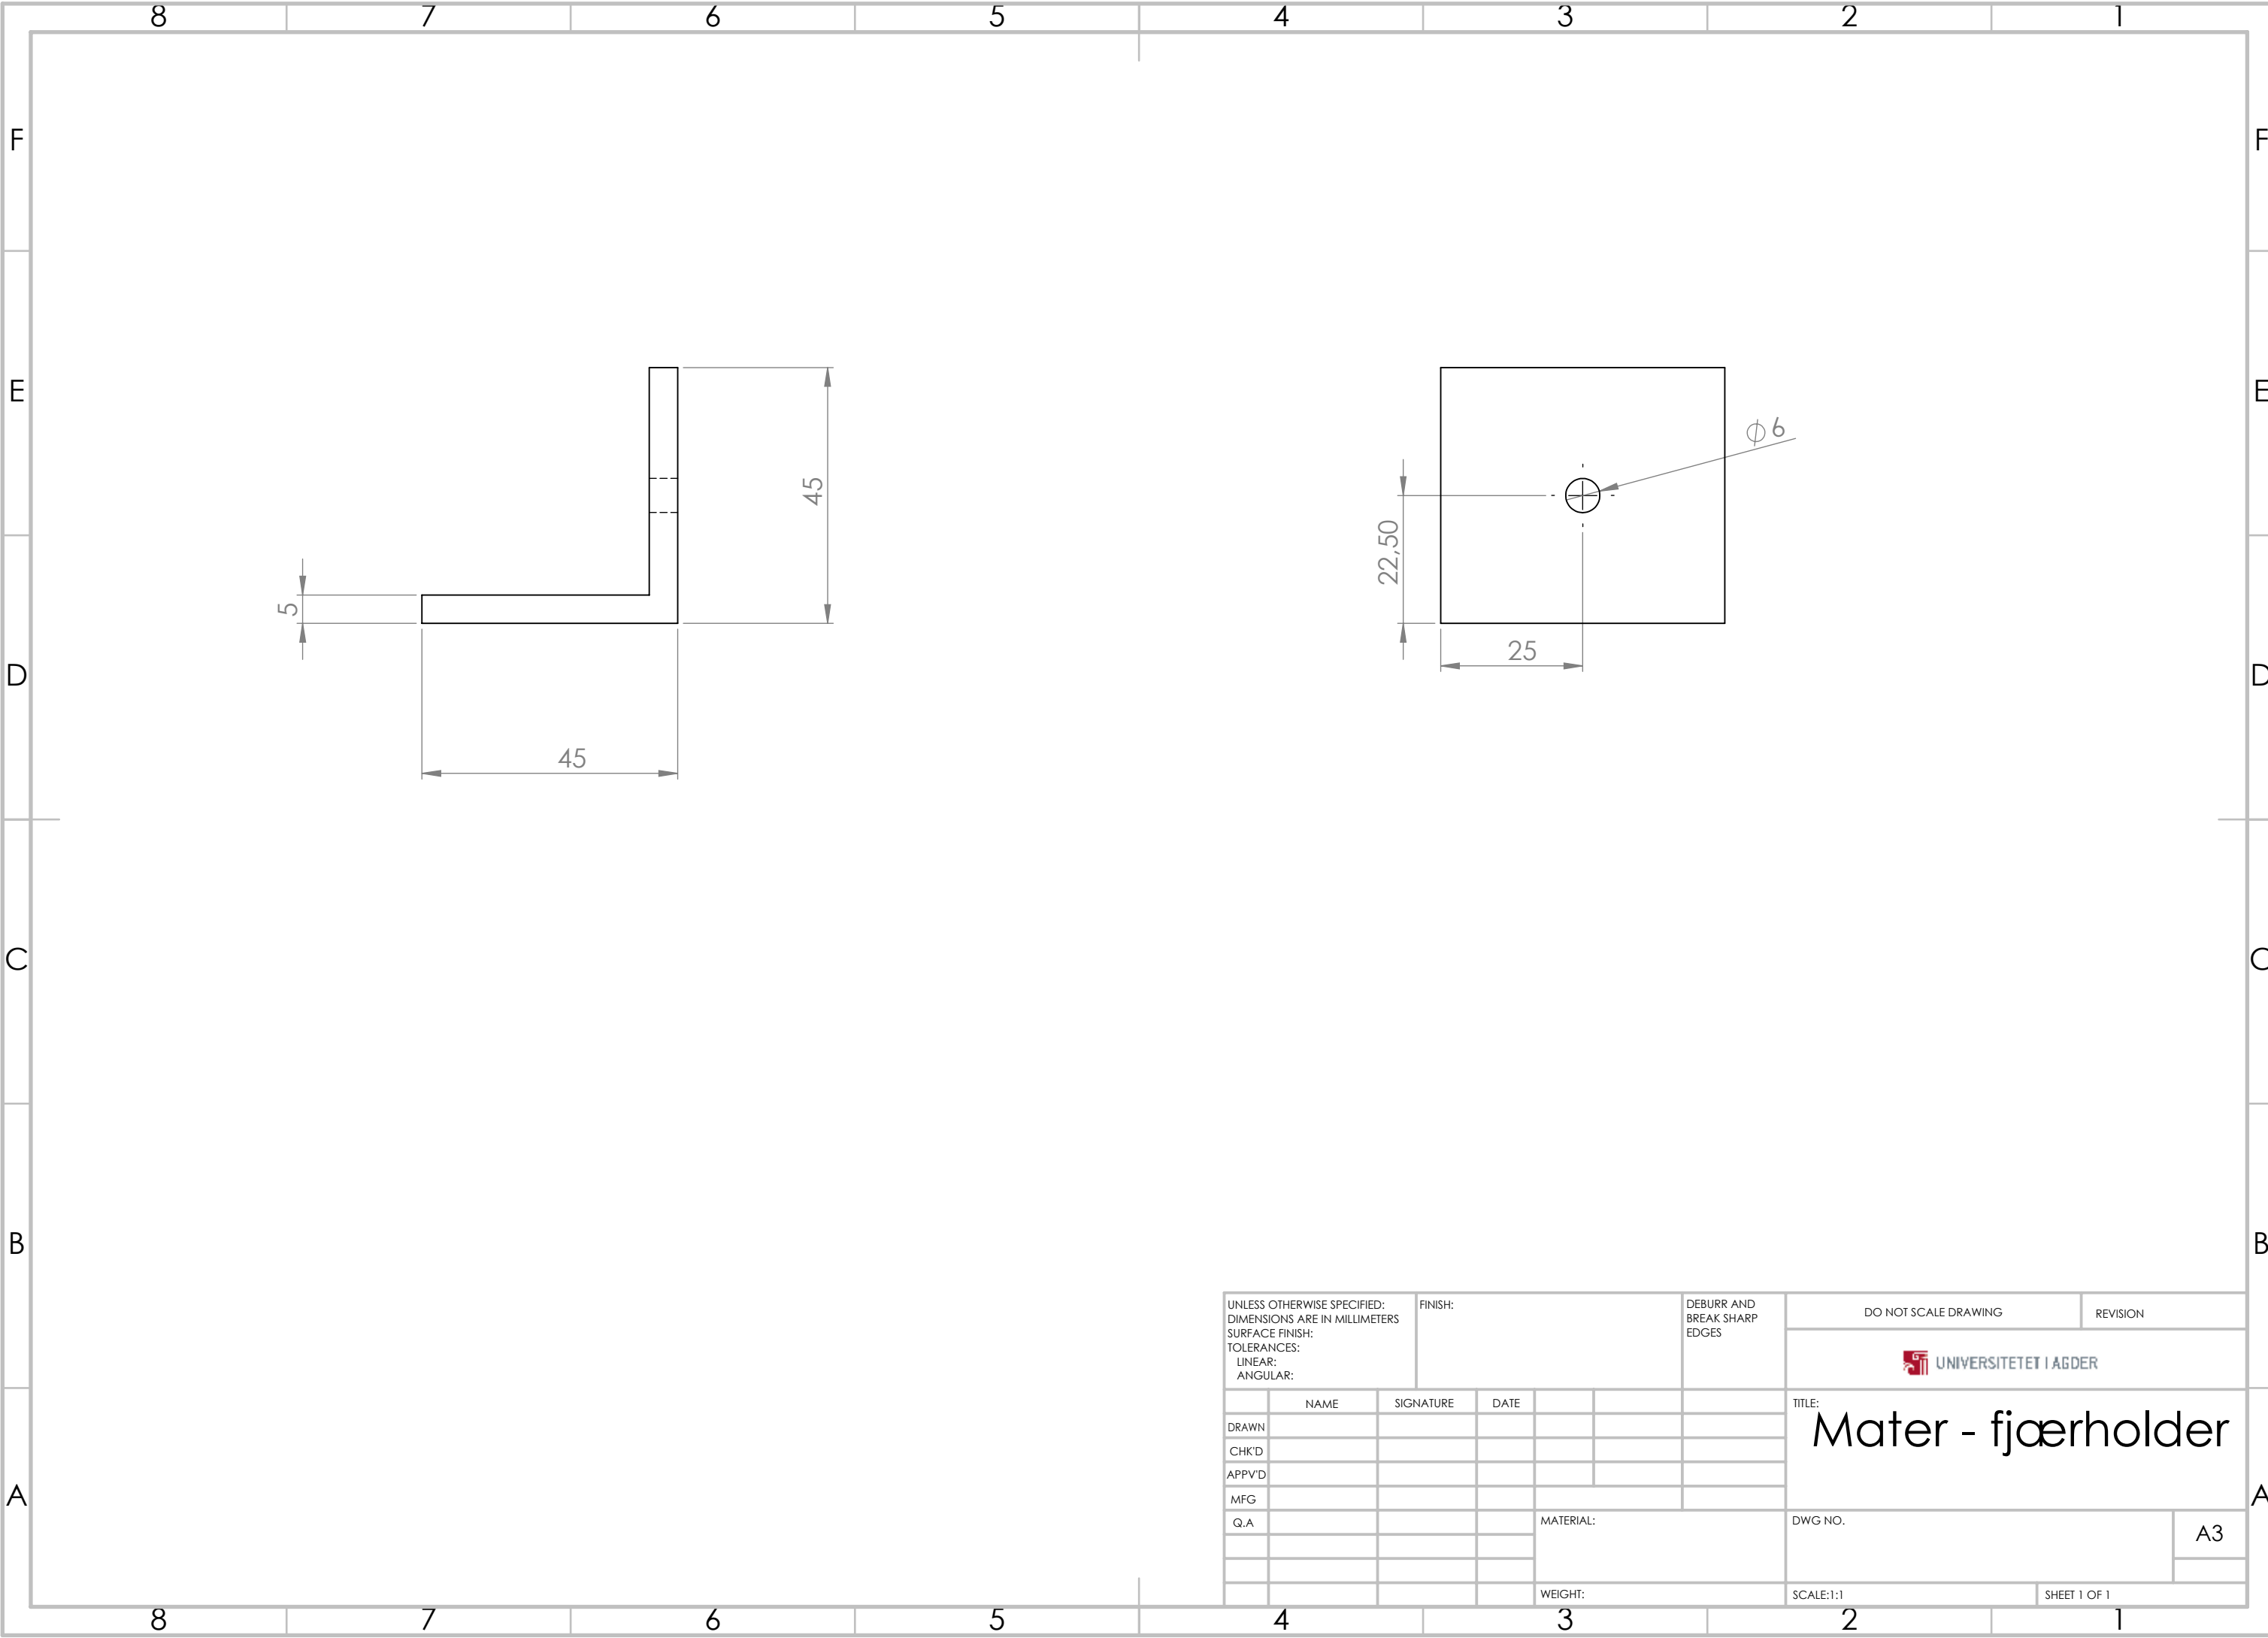 8 7 6 5 4 3 2 1
F F
E E
D D
C C
B B
A A
45
5
45
⌀6
22,50
25
UNLESS OTHERWISE SPECIFIED:
DIMENSIONS ARE IN MILLIMETERS
SURFACE FINISH:
TOLERANCES:
LINEAR:
ANGULAR:
FINISH:
DEBURR AND
BREAK SHARP
EDGES
DO NOT SCALE DRAWING
REVISION
UNIVERSITETET I AGDER
NAME SIGNATURE DATE
DRAWN
CHK'D
APPV'D
MFG
Q.A
TITLE:
Mater - fjærholder
MATERIAL:
DWG NO.
A3
WEIGHT:
SCALE:1:1
SHEET 1 OF 1
8 7 6 5 4 3 2 1